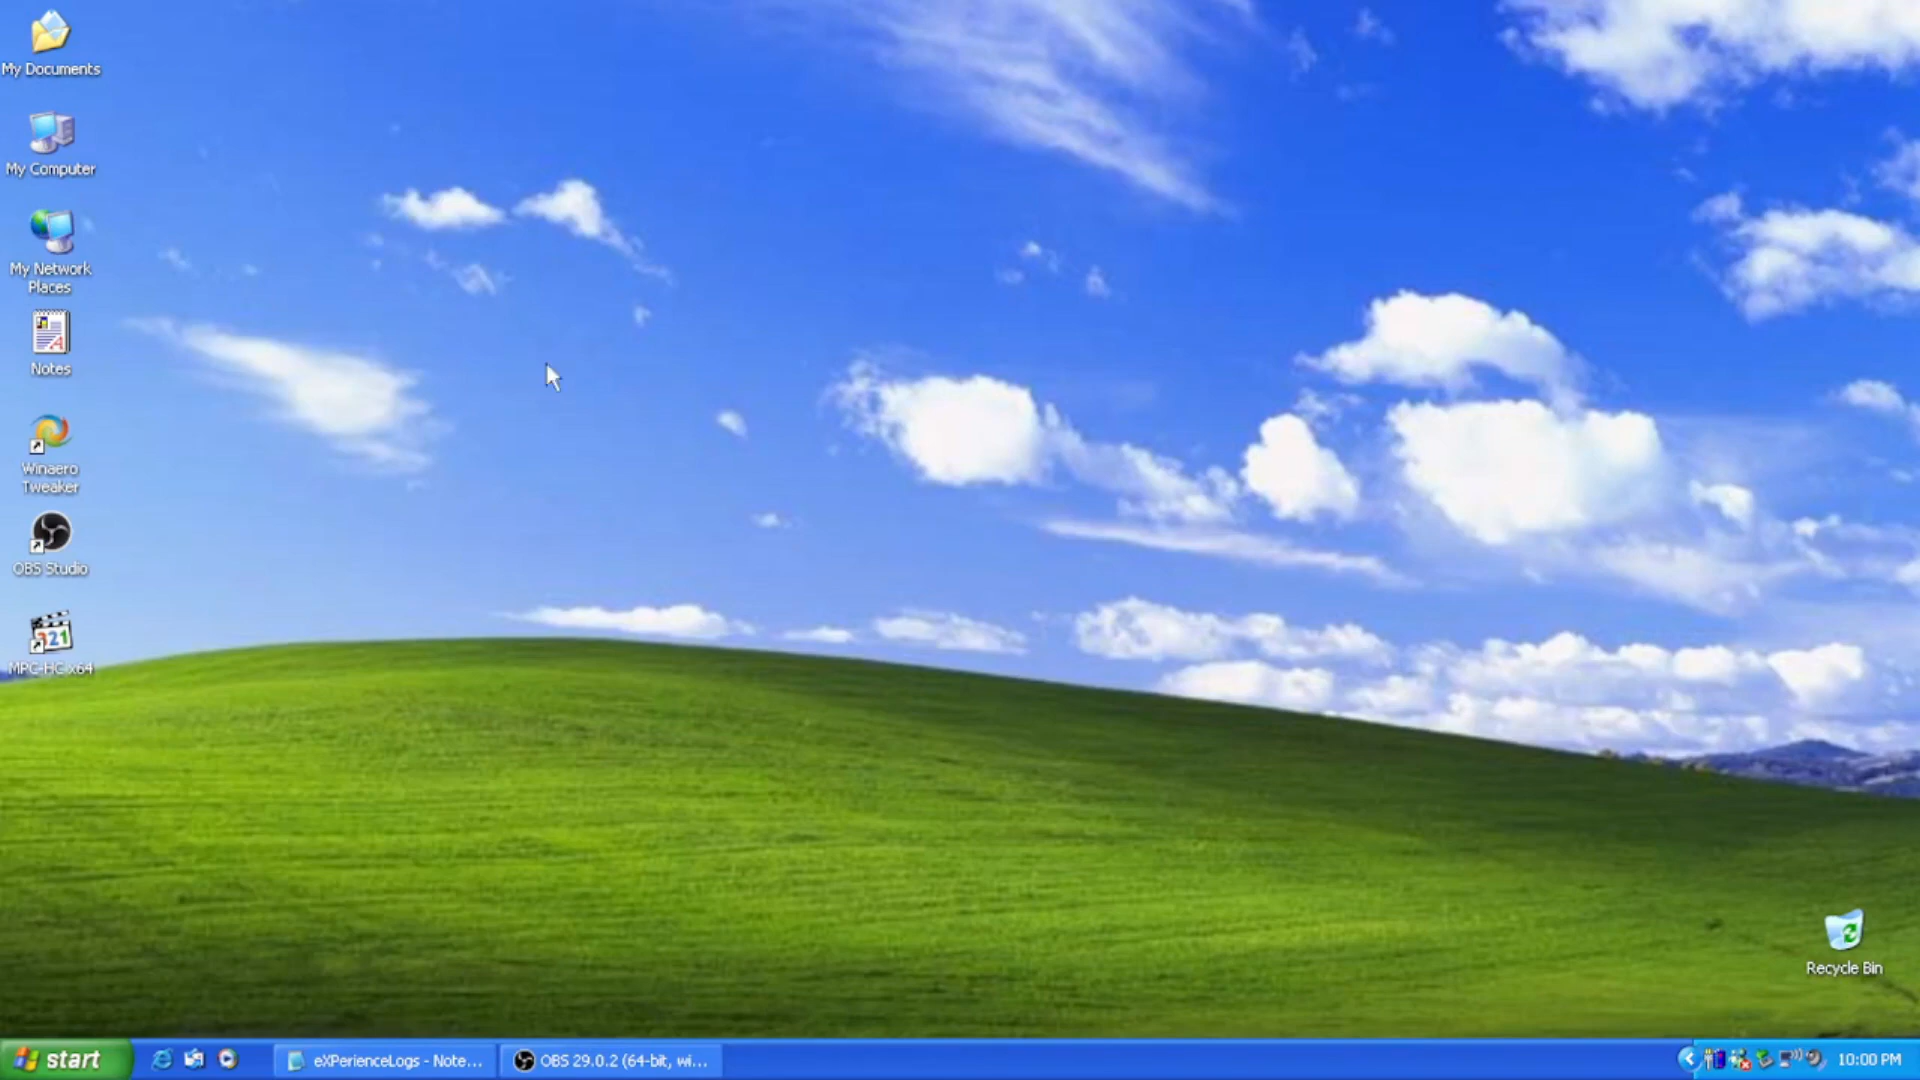 My Documents
My Computer
My Network
Places
Notes
Winaero
Tweaker
OBS Studio
MPC-HC x64
321
Recycle Bin
start
eXPerienceLogs - Note...
OBS 29.0.2 (64-bit, wi...
10:00 PM